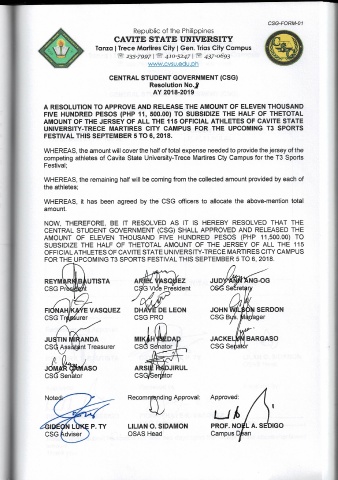 CSG-FORM-01
Republic of the Philippines
CAVITE STATE UNIVERSITY
Tanza | Trece Martires City | Gen. Trias City Campus
☏ 235-7997 | ☏ 410-5247 | ☏ 437-0693
www.cvsu.edu.ph
CENTRAL STUDENT GOVERNMENT (CSG)
Resolution No.
AY 2018-2019
A RESOLUTION TO APPROVE AND RELEASE THE AMOUNT OF ELEVEN THOUSAND
FIVE HUNDRED PESOS (PHP 11, 500.00) TO SUBSIDIZE THE HALF OF THETOTAL
AMOUNT OF THE JERSEY OF ALL THE 115 OFFICIAL ATHLETES OF CAVITE STATE
UNIVERSITY-TRECE MARTIRES CITY CAMPUS FOR THE UPCOMING T3 SPORTS
FESTIVAL THIS SEPTEMBER 5 TO 6, 2018.
WHEREAS, the amount will cover the half of total expense needed to provide the jersey of the
competing athletes of Cavite State University-Trece Martires City Campus for the T3 Sports
Festival;
WHEREAS, the remaining half will be coming from the collected amount provided by each of
the athletes;
WHEREAS, it has been agreed by the CSG officers to allocate the above-mention total
amount.
NOW, THEREFORE, BE IT RESOLVED AS IT IS HEREBY RESOLVED THAT THE
CENTRAL STUDENT GOVERNMENT (CSG) SHALL APPROVED AND RELEASED THE
AMOUNT OF ELEVEN THOUSAND FIVE HUNDRED PESOS (PHP 11,500.00) TO
SUBSIDIZE THE HALF OF THETOTAL AMOUNT OF THE JERSEY OF ALL THE 115
OFFICIAL ATHLETES OF CAVITE STATE UNIVERSITY-TRECE MARTIRES CITY CAMPUS
FOR THE UPCOMING T3 SPORTS FESTIVAL THIS SEPTEMBER 5 TO 6, 2018.
REYMARK BAUTISTA ARIEL VASQUEZ JUDY ANN ANG-OG
CSG President CSG Vice President CSG Secretary
FIONAH KAYE VASQUEZ DHAVE DE LEON JOHN WILSON SERDON
CSG Treasurer CSG PRO CSG Bus. Manager
JUSTIN MIRANDA MIKAH PIEDAD JACKELYN BARGASO
CSG Assistant Treasurer CSG Senator CSG Senator
JOMAR CAMASO ARSIE HADJIRUL
CSG Senator CSG Senator
Noted: Recommending Approval: Approved:
GIDEON LUKE P. TY LILIAN O. SIDAMON PROF. NOEL A. SEDIGO
CSG Adviser OSAS Head Campus Dean